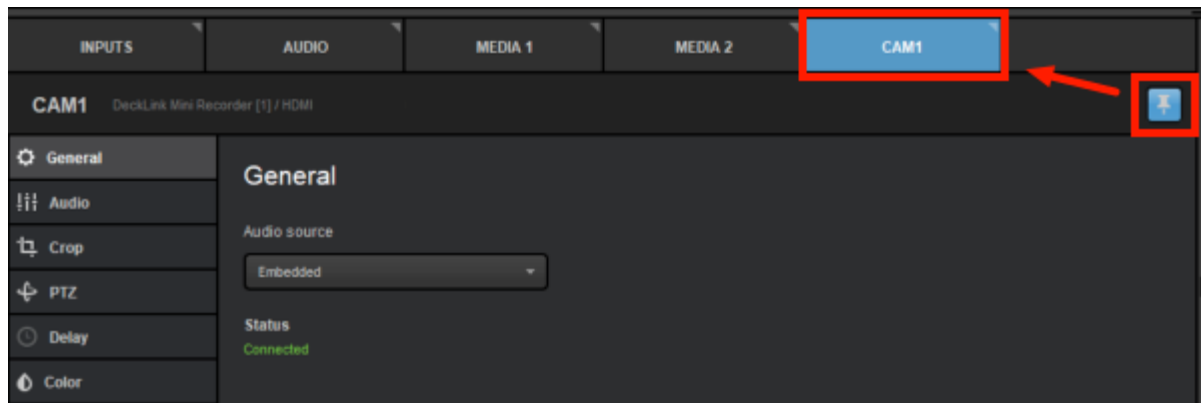 INPUTS AUDIO MEDIA 1 MEDIA 2 CAM1
CAM1 DeckLink Mini Recorder [1] / HDMI
General
Audio
Crop
PTZ
Delay
Color
General
Audio source
Embedded
Status
Connected